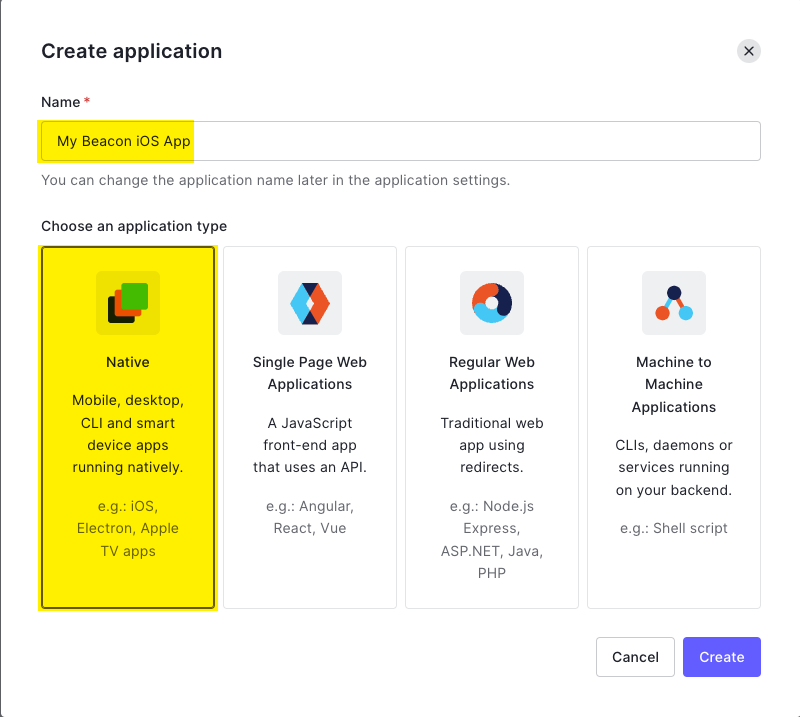 Create application
Name *
My Beacon iOS App
You can change the application name later in the application settings.
Choose an application type
Native
Mobile, desktop,
CLI and smart
device apps
running natively.
e.g.: iOS,
Electron, Apple
TV apps
Single Page Web
Applications
A JavaScript
front-end app
that uses an API.
e.g.: Angular,
React, Vue
Regular Web
Applications
Traditional web
app using
redirects.
e.g.: Node.js
Express,
ASP.NET, Java,
PHP
Machine to
Machine
Applications
CLIs, daemons or
services running
on your backend.
e.g.: Shell script
Cancel
Create